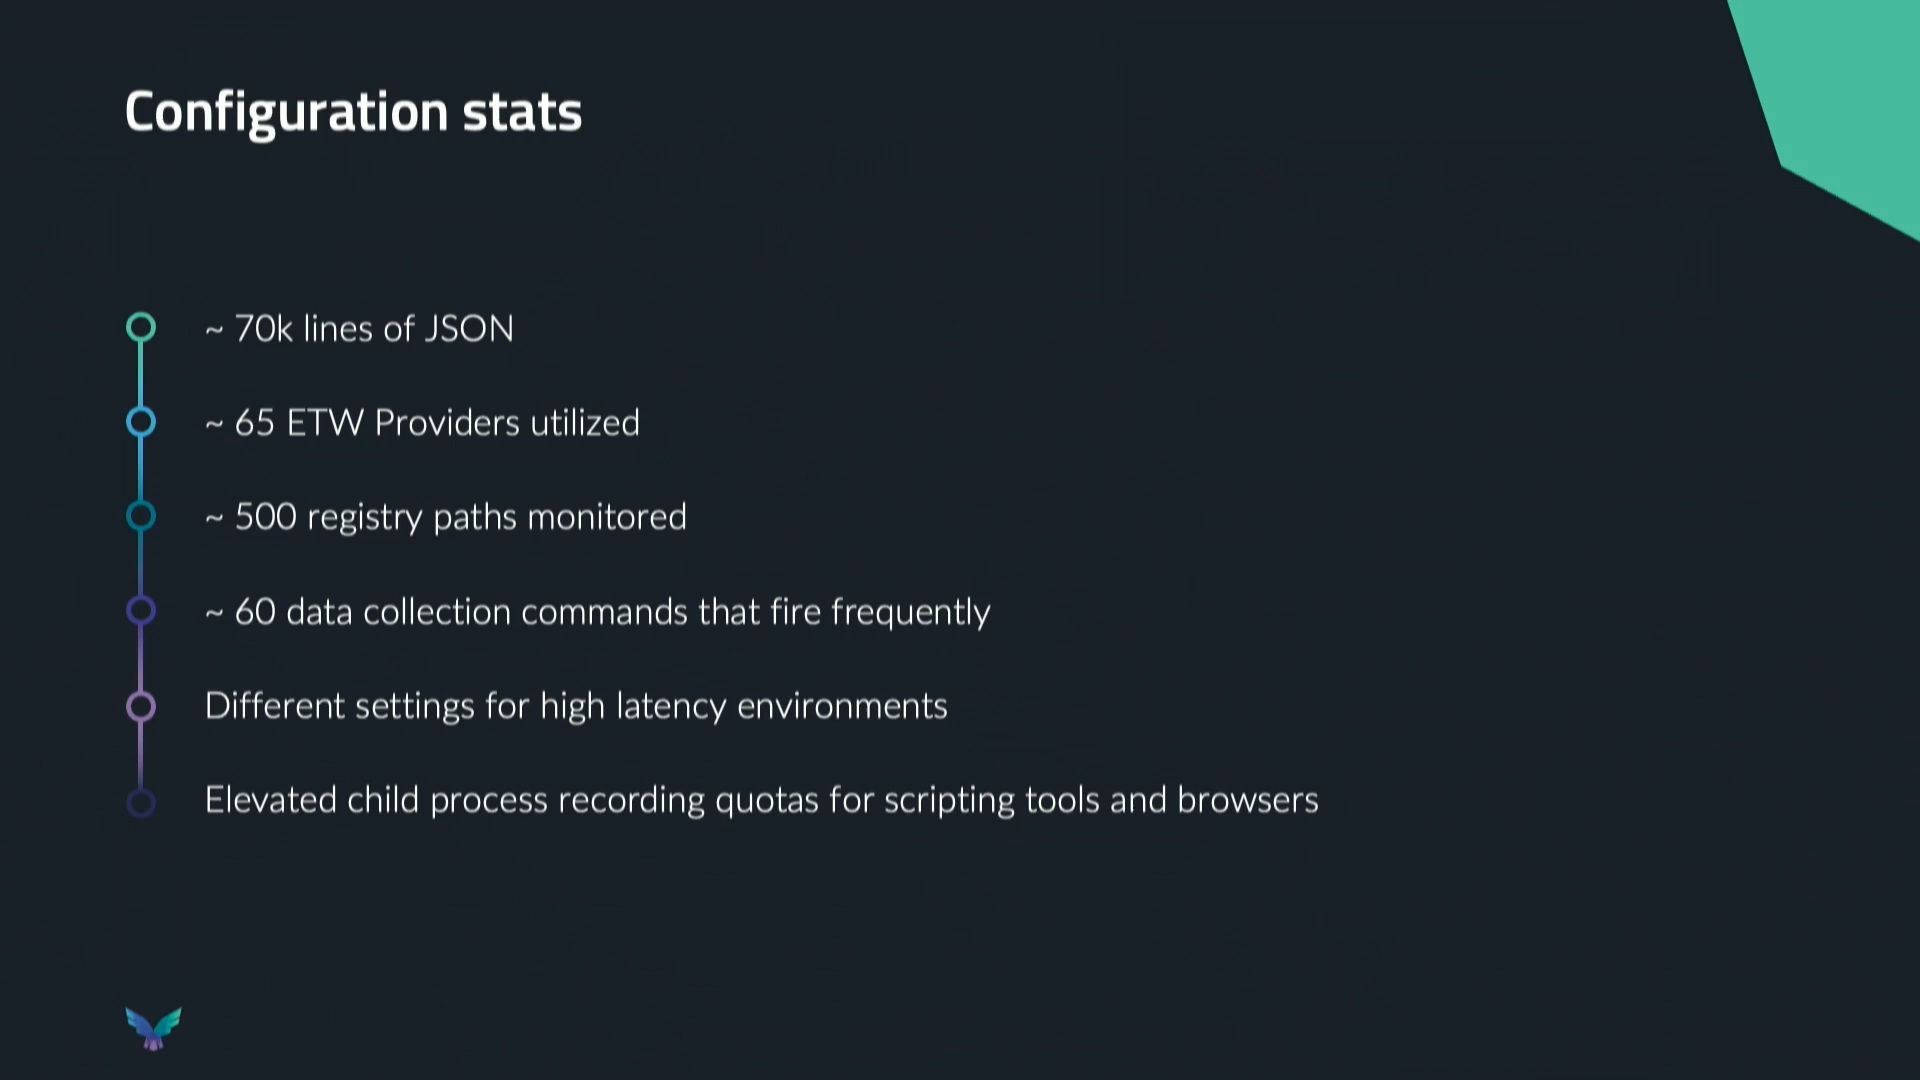 Configuration stats
~ 70k lines of JSON
~ 65 ETW Providers utilized
~ 500 registry paths monitored
~ 60 data collection commands that fire frequently
Different settings for high latency environments
Elevated child process recording quotas for scripting tools and browsers